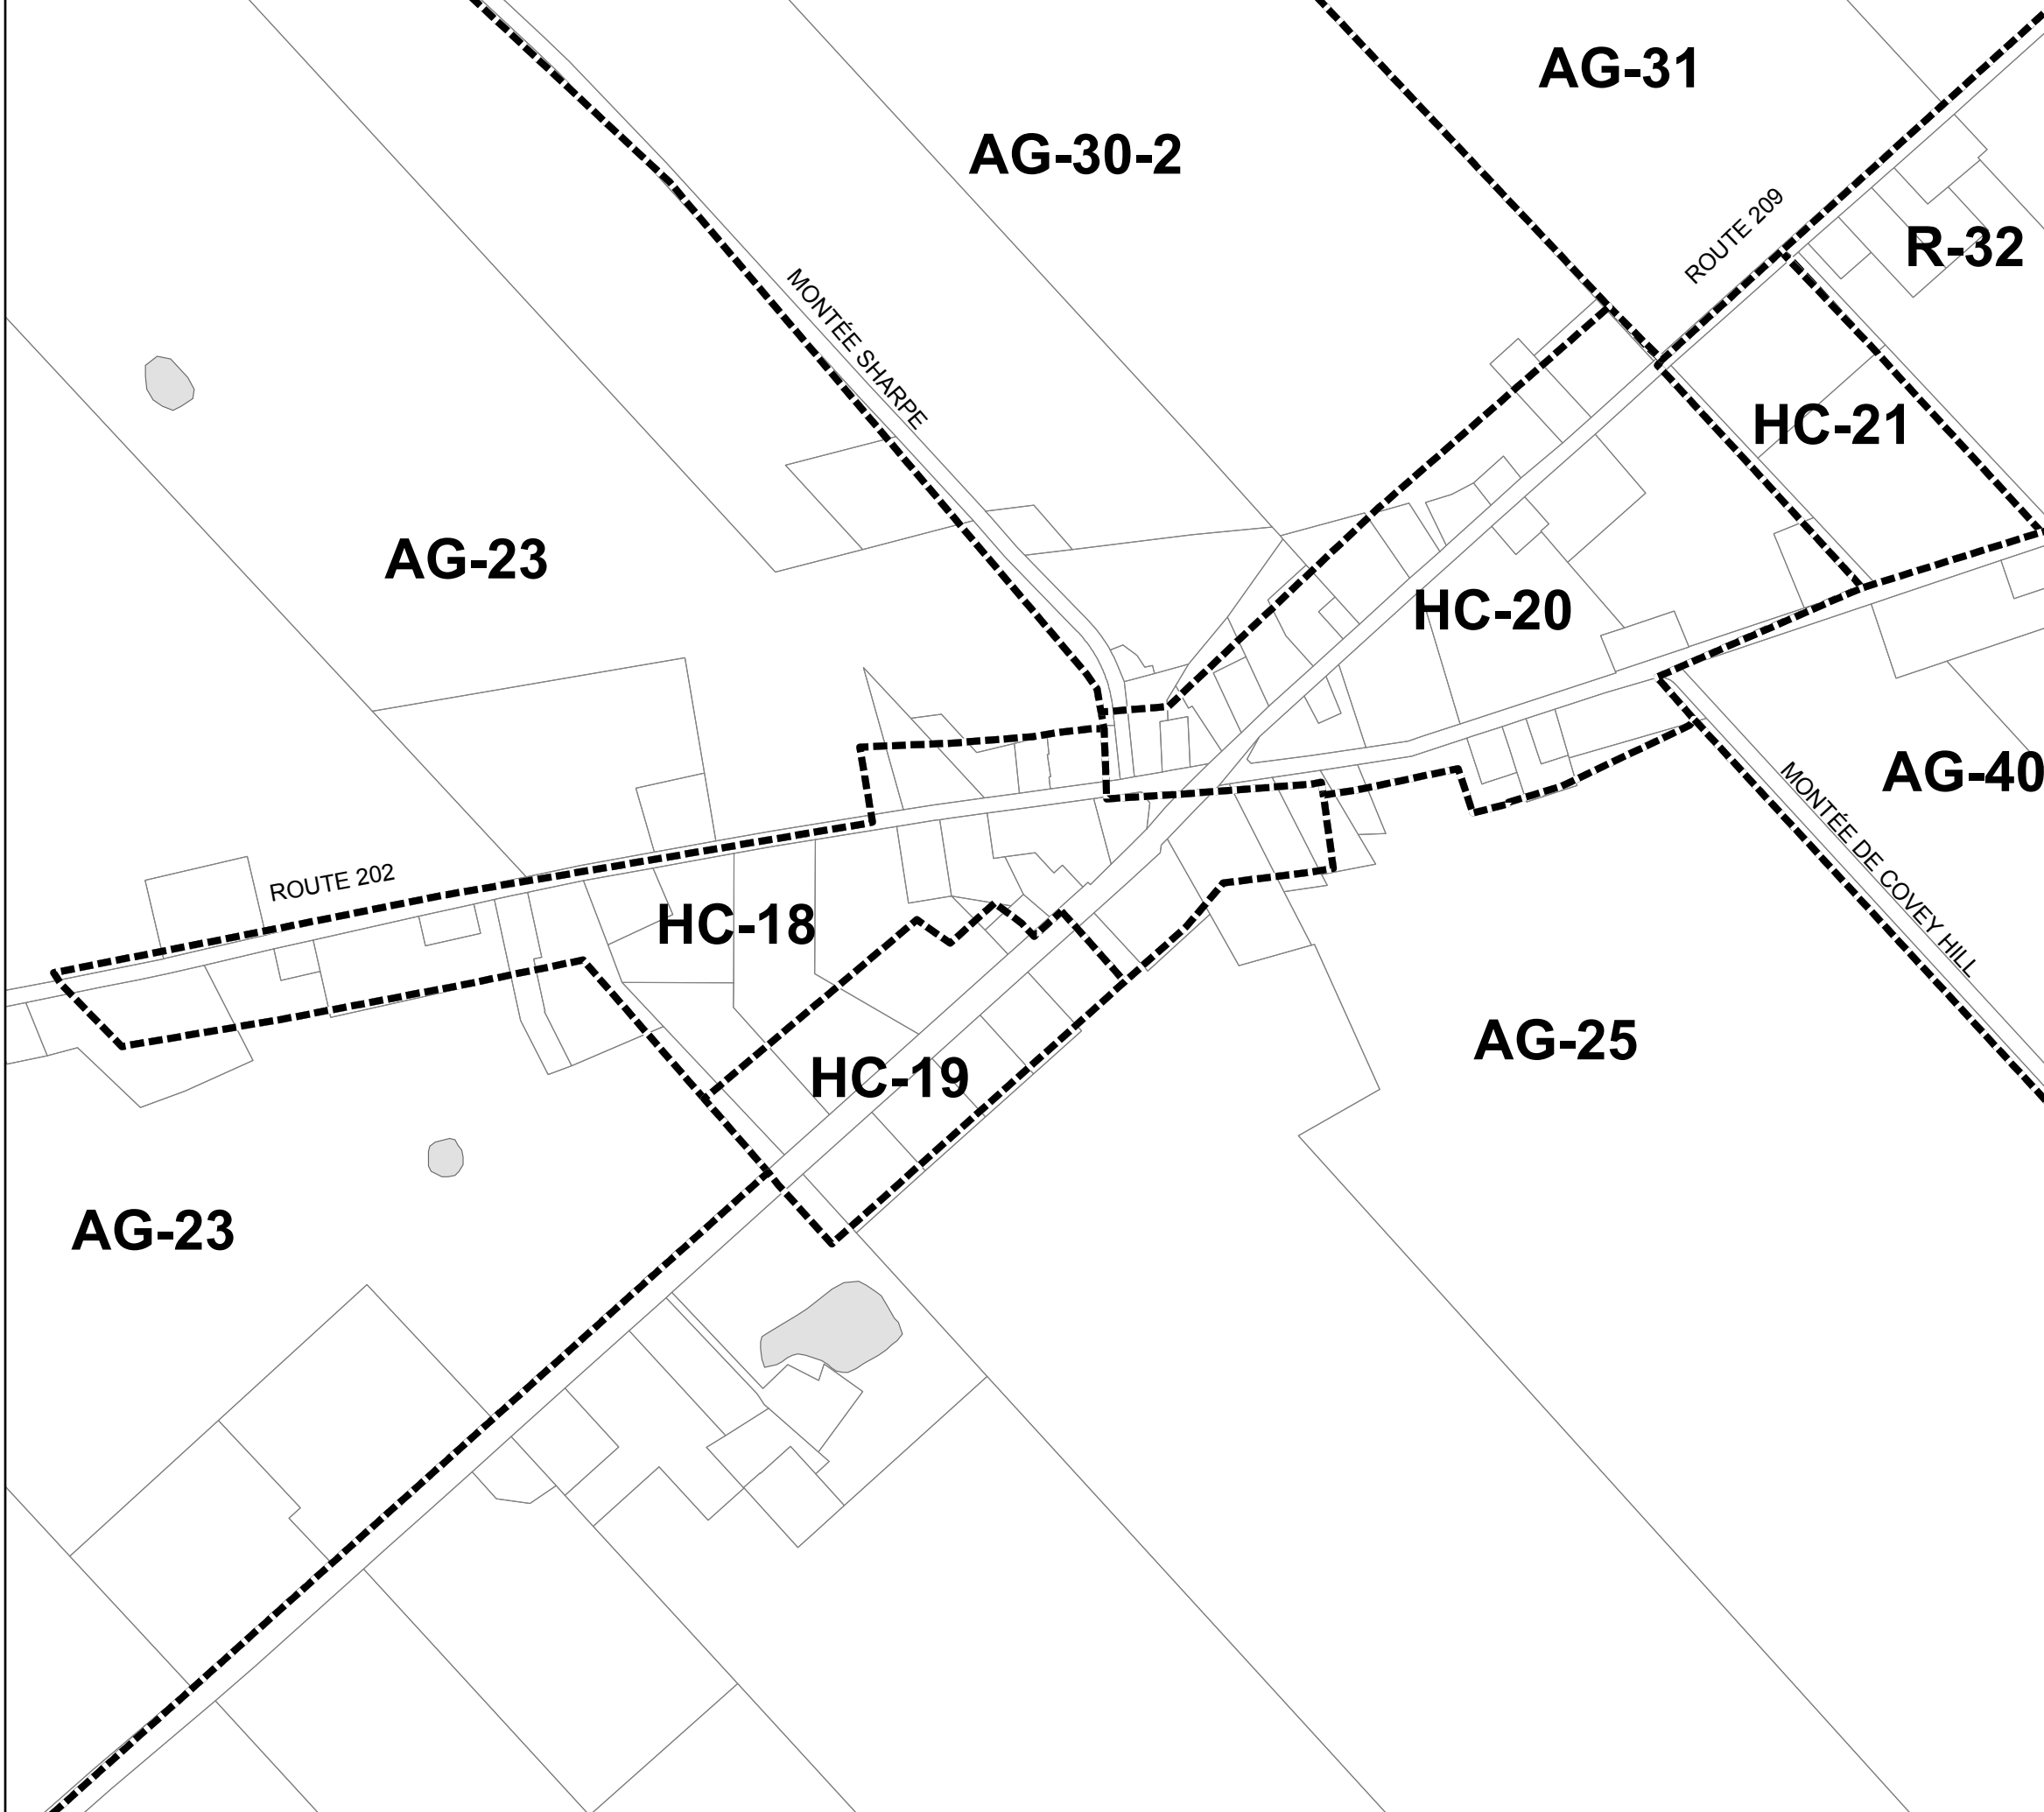 AG-31
AG-30-2
ROUTE 209
R-32
MONTÉE SHARPE
HC-21
AG-23
HC-20
AG-40
MONTÉE DE COVEY HILL
ROUTE 202
HC-18
AG-25
HC-19
AG-23